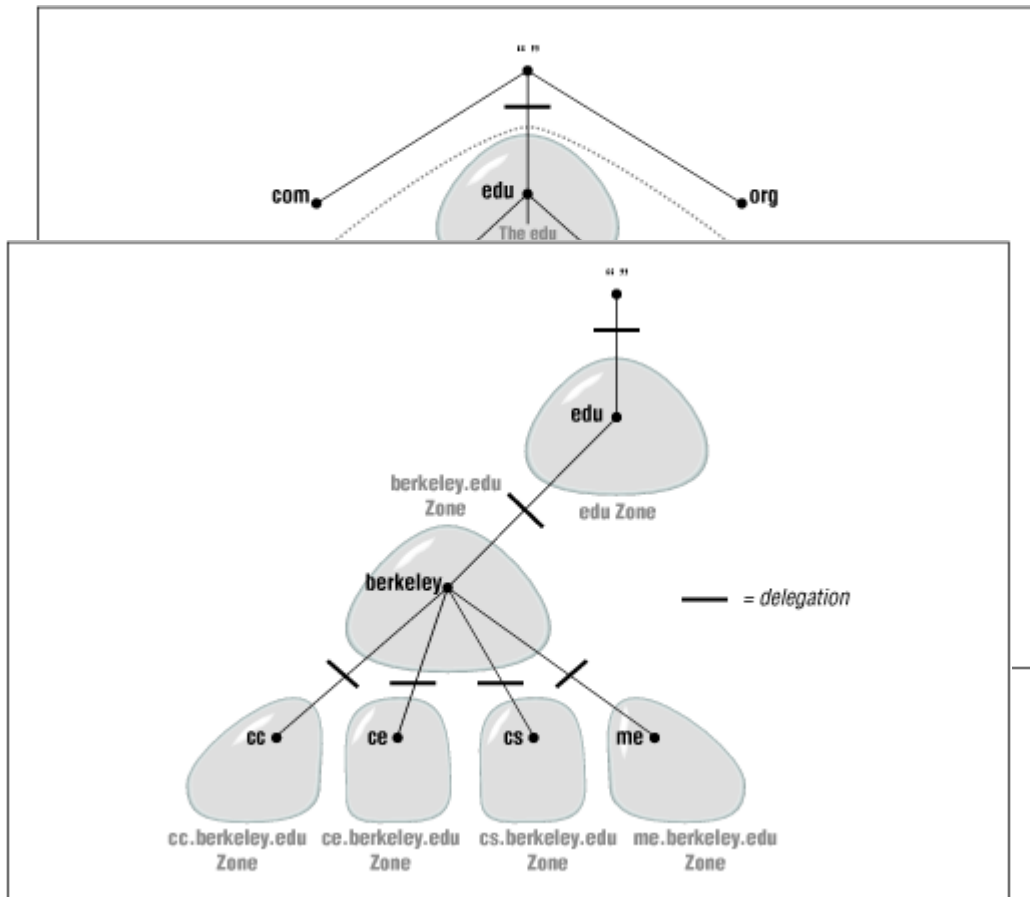 “ ”
com
edu
org
The edu
“ ”
edu
berkeley.edu
Zone
edu Zone
berkeley
= delegation
cc
ce
cs
me
cc.berkeley.edu
Zone
ce.berkeley.edu
Zone
cs.berkeley.edu
Zone
me.berkeley.edu
Zone